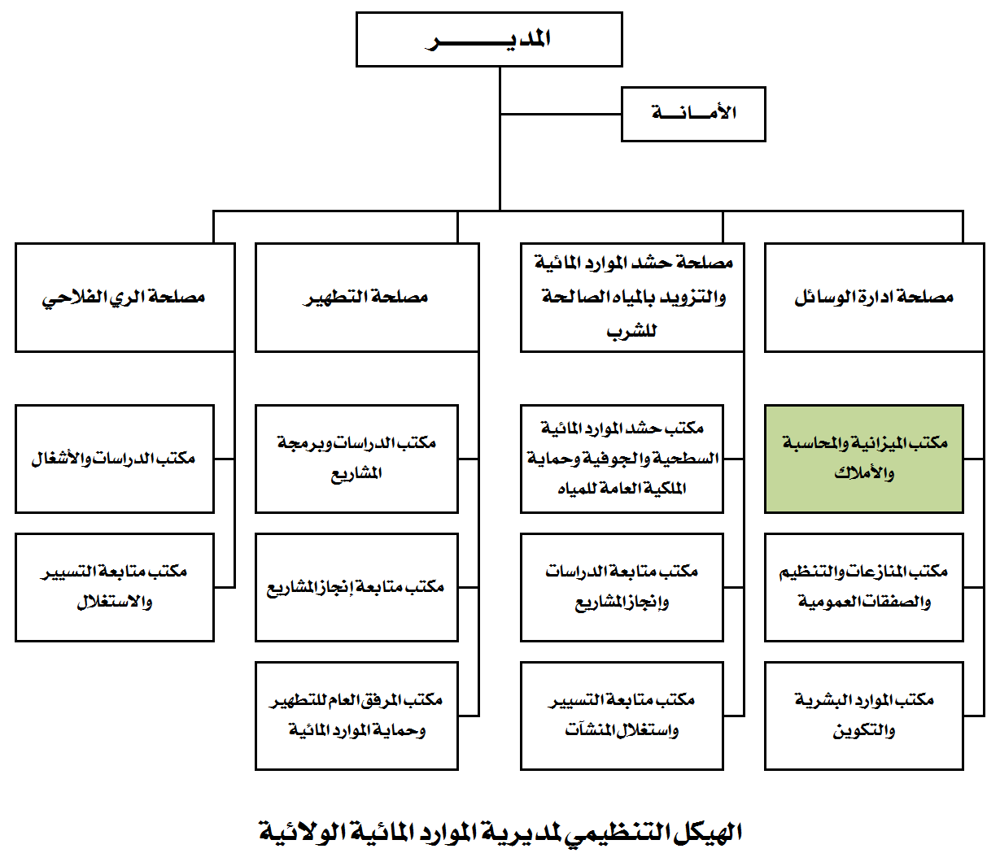 المديـــــــــر
الأمـــانـــة
مصلحة ادارة الوسائل
مصلحة حشد الموارد المائية
والتزويد بالمياه الصالحة
للشرب
مصلحة التطهير
مصلحة الري الفلاحي
مكتب الميزانية والمحاسبة
والأملاك
مكتب حشد الموارد المائية
السطحية والجوفية وحماية
الملكية العامة للمياه
مكتب الدراسات وبرمجة
المشاريع
مكتب الدراسات والأشغال
مكتب المنازعات والتنظيم
والصفقات العمومية
مكتب متابعة الدراسات
وإنجاز المشاريع
مكتب متابعة إنجاز المشاريع
مكتب متابعة التسيير
والاستغلال
مكتب الموارد البشرية
والتكوين
مكتب متابعة التسيير
واستغلال المنشآت
مكتب المرفق العام للتطهير
وحماية الموارد المائية
الهيكل التنظيمي لمديرية الموارد المائية الولائية